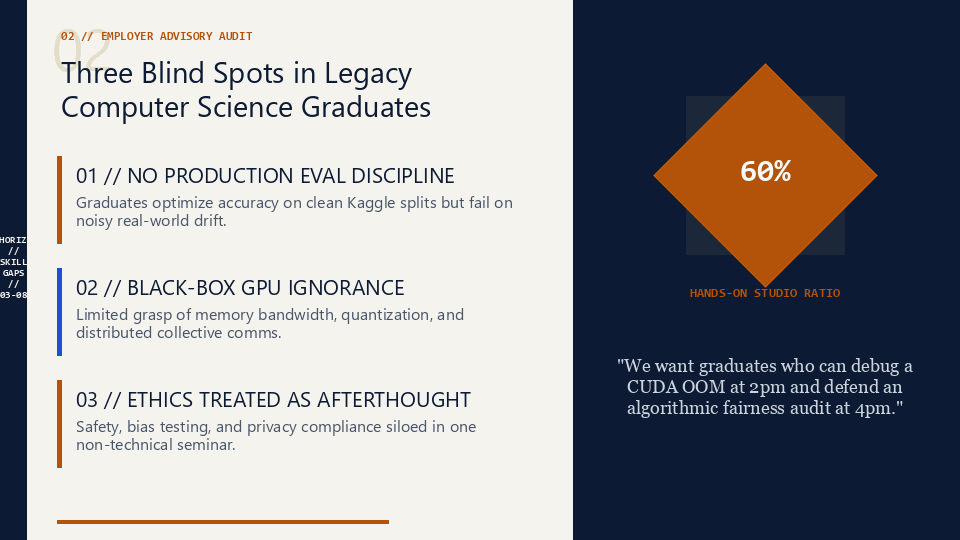 HORIZ
//
SKILL
GAPS
//
03-08
02
02 // EMPLOYER ADVISORY AUDIT
Three Blind Spots in Legacy
Computer Science Graduates
01 // NO PRODUCTION EVAL DISCIPLINE
Graduates optimize accuracy on clean Kaggle splits but fail on
noisy real-world drift.
02 // BLACK-BOX GPU IGNORANCE
Limited grasp of memory bandwidth, quantization, and
distributed collective comms.
03 // ETHICS TREATED AS AFTERTHOUGHT
Safety, bias testing, and privacy compliance siloed in one
non-technical seminar.
60%
HANDS-ON STUDIO RATIO
"We want graduates who can debug a
CUDA OOM at 2pm and defend an
algorithmic fairness audit at 4pm."